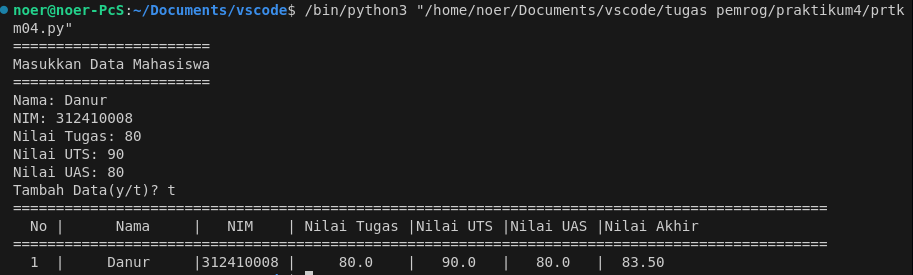 noer@noer-PcS:~/Documents/vscode$ /bin/python3 "/home/noer/Documents/vscode/tugas pemrog/praktikum4/prtk
m04.py"
======================
Masukkan Data Mahasiswa
======================
Nama: Danur
NIM: 312410008
Nilai Tugas: 80
Nilai UTS: 90
Nilai UAS: 80
Tambah Data(y/t)? t
===========================================================================================
No |      Nama     |   NIM    | Nilai Tugas |Nilai UTS |Nilai UAS |Nilai Akhir
===========================================================================================
1  |     Danur     |312410008 |     80.0    |   90.0   |   80.0   |  83.50